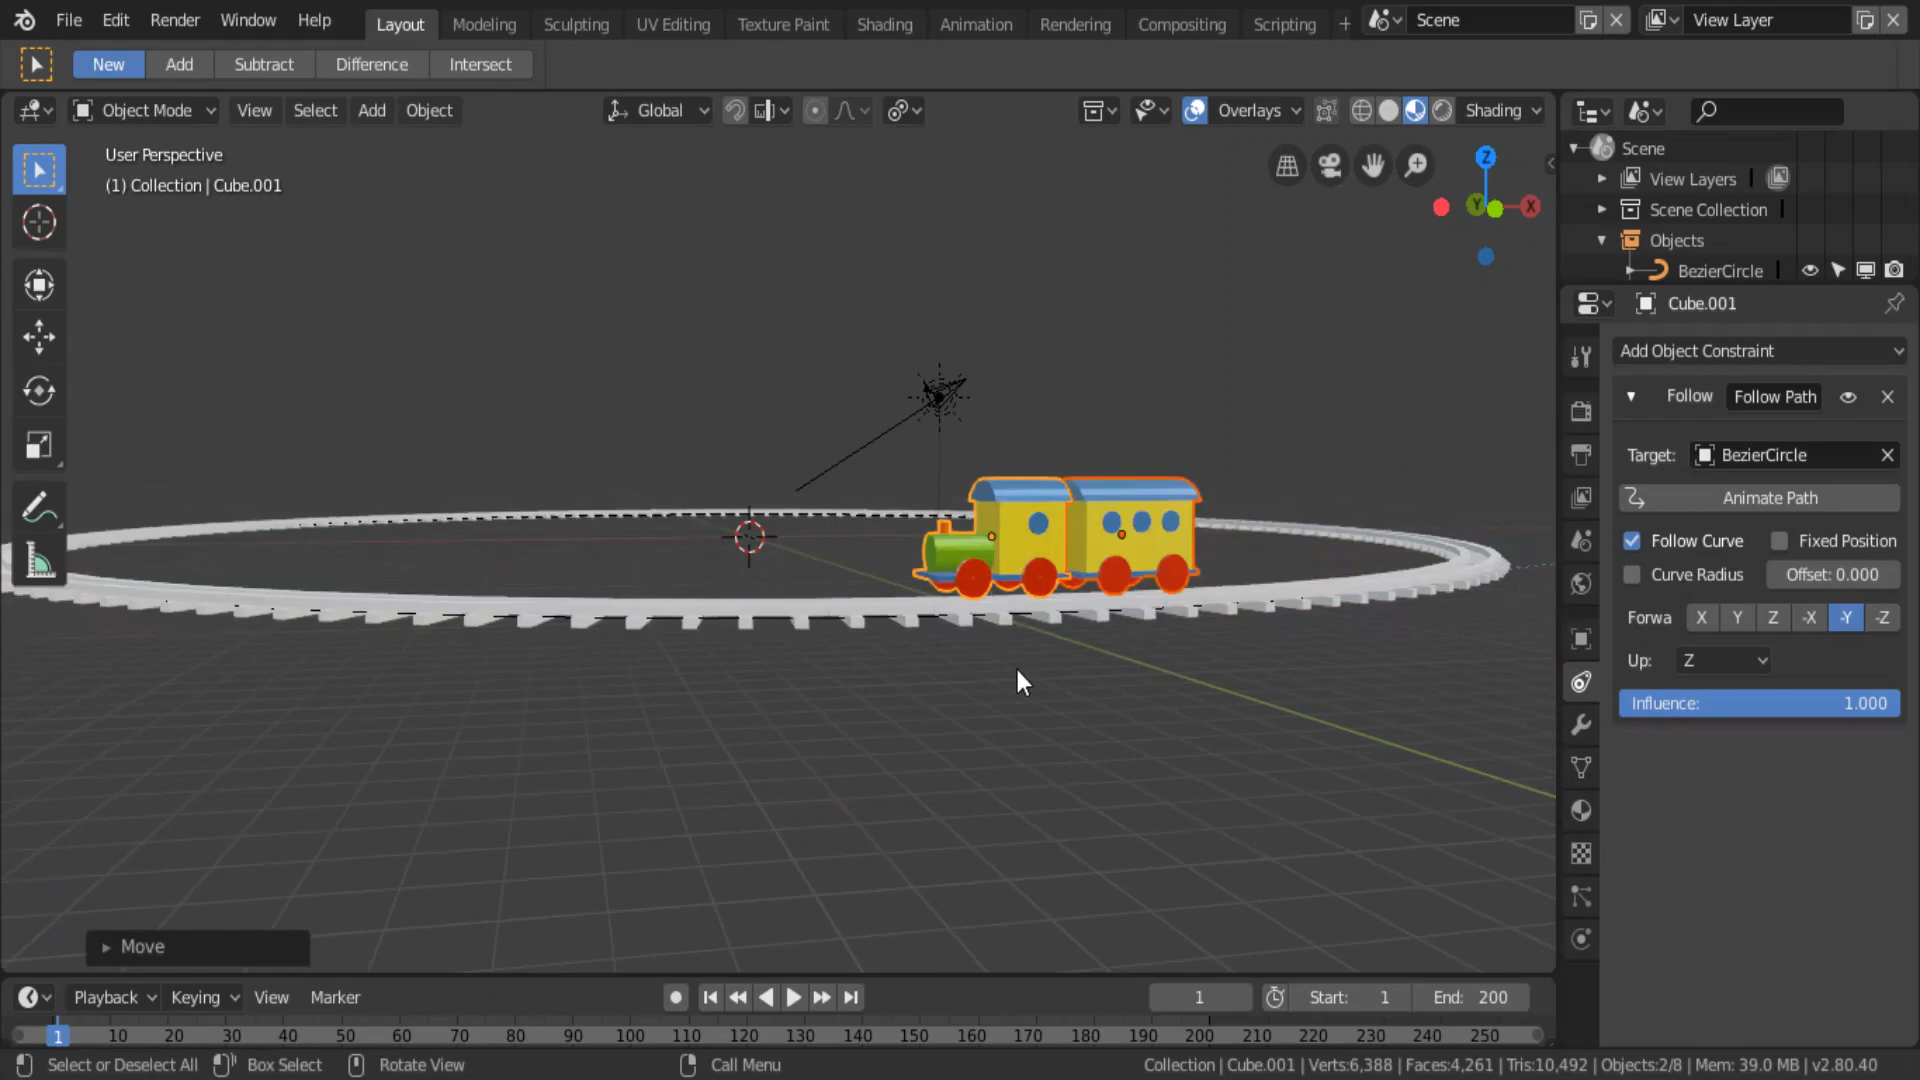 File Edit Render Window Help Layout Modeling Sculpting UV Editing Texture Paint Shading Animation Rendering Compositing Scripting + Scene View Layer
New Add Subtract Difference Intersect
Object Mode View Select Add Object Global Overlays Shading
User Perspective
(1) Collection | Cube.001
Z
Y
X
Scene
View Layers
Scene Collection
Objects
BezierCircle
Cube.001
Add Object Constraint
Follow Follow Path
Target: BezierCircle
Animate Path
Follow Curve Fixed Position
Curve Radius Offset: 0.000
Forwa X Y Z -X -Y -Z
Up: Z
Influence: 1.000
Move
Playback Keying View Marker 1 Start: 1 End: 200
1 10 20 30 40 50 60 70 80 90 100 110 120 130 140 150 160 170 180 190 200 210 220 230 240 250
Select or Deselect All Box Select Rotate View Call Menu Collection | Cube.001 | Verts:6,388 | Faces:4,261 | Tris:10,492 | Objects:2/8 | Mem: 39.0 MB | v2.80.40